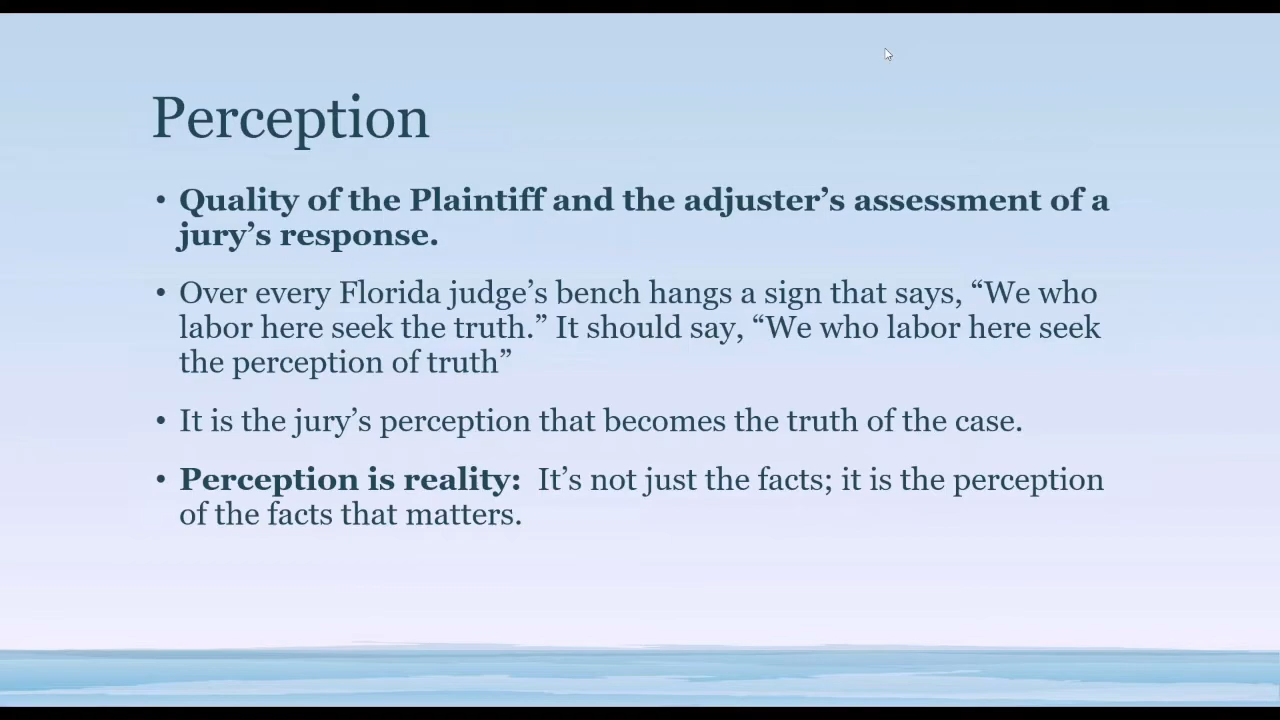 Perception
• Quality of the Plaintiff and the adjuster’s assessment of a
jury’s response.
• Over every Florida judge’s bench hangs a sign that says, “We who
labor here seek the truth.” It should say, “We who labor here seek
the perception of truth”
• It is the jury’s perception that becomes the truth of the case.
• Perception is reality:  It’s not just the facts; it is the perception
of the facts that matters.